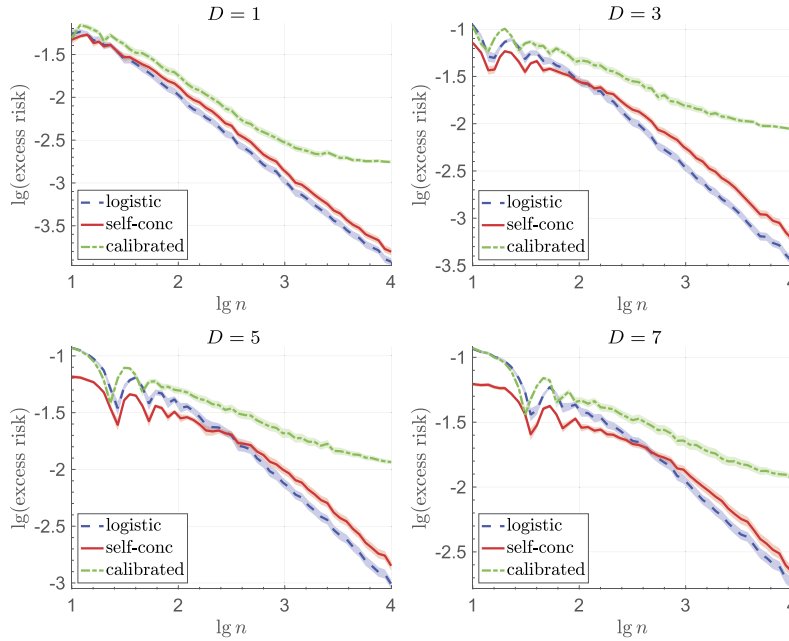 D = 1
lg(excess risk)
-1
-1.5
-2
-2.5
-3
-3.5
logistic
self-conc
calibrated
1 2 3 4
lg n
D = 3
lg(excess risk)
-1
-1.5
-2
-2.5
-3
-3.5
logistic
self-conc
calibrated
1 2 3 4
lg n
D = 5
lg(excess risk)
-1
-1.5
-2
-2.5
-3
logistic
self-conc
calibrated
1 2 3 4
lg n
D = 7
lg(excess risk)
-1
-1.5
-2
-2.5
logistic
self-conc
calibrated
1 2 3 4
lg n